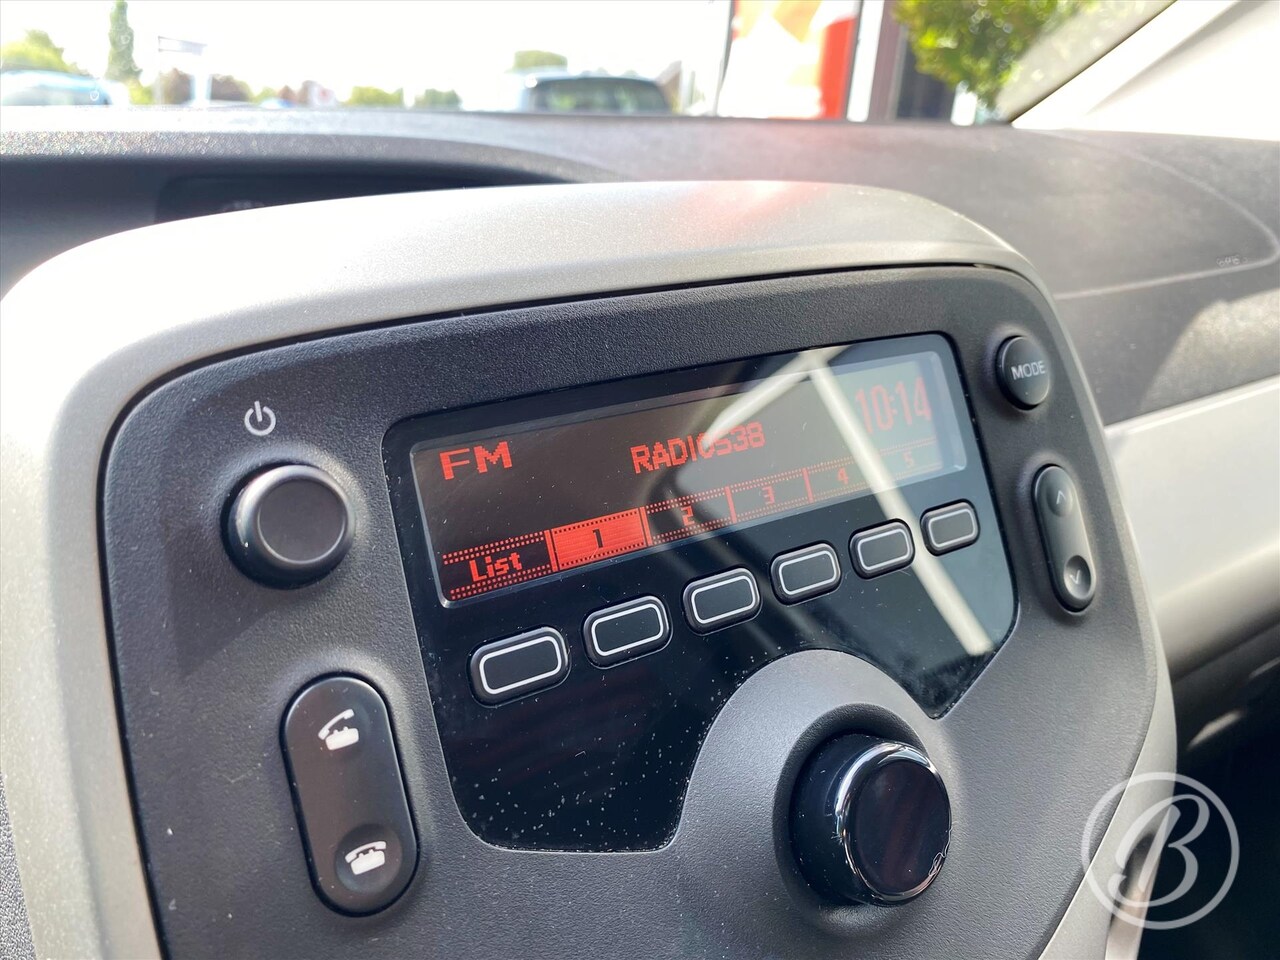 FM
RADIO538
10:14
List 1 2 3 4 5
MODE
B